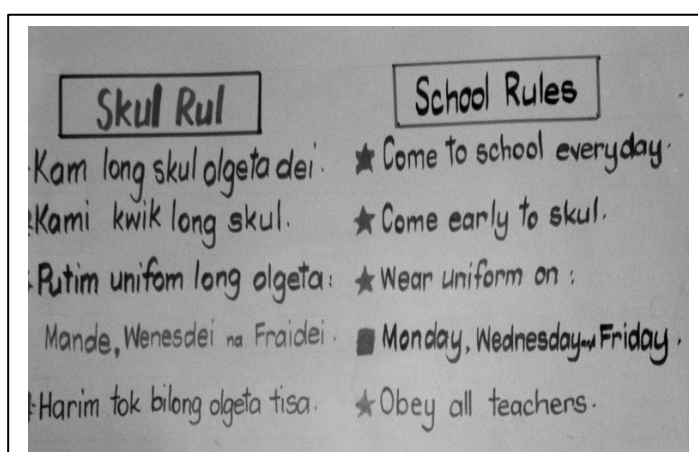 Skul Rul
Kam long skul olgeta dei.
Kami kwik long skul.
Putim unifom long olgeta:
Mande, Wenesdei na Fraidei.
Harim tok bilong olgeta tisa.
School Rules
Come to school everyday.
Come early to skul.
Wear uniform on:
Monday, Wednesday and Friday.
Obey all teachers.